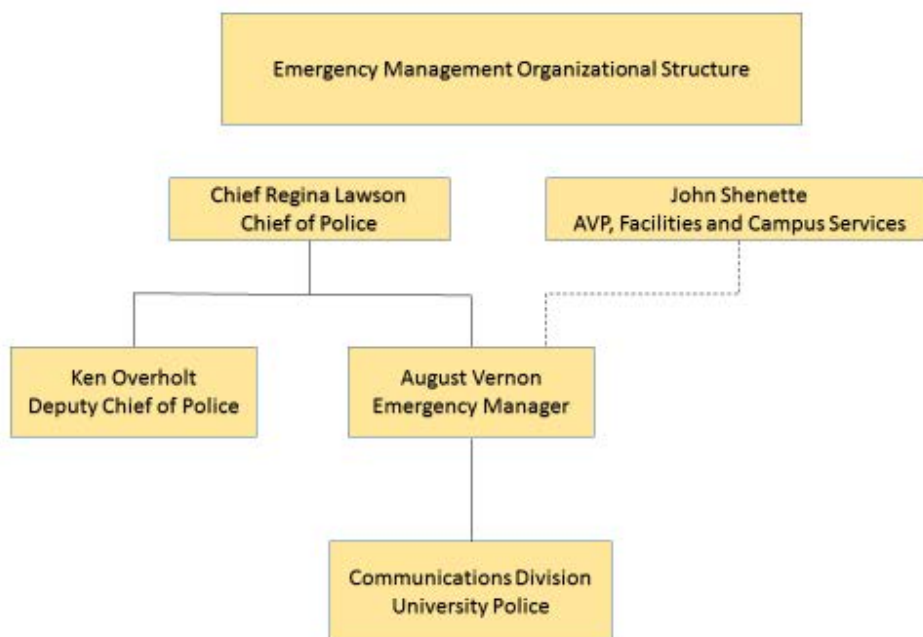 Emergency Management Organizational Structure
Chief Regina Lawson
Chief of Police
John Shenette
AVP, Facilities and Campus Services
Ken Overholt
Deputy Chief of Police
August Vernon
Emergency Manager
Communications Division
University Police